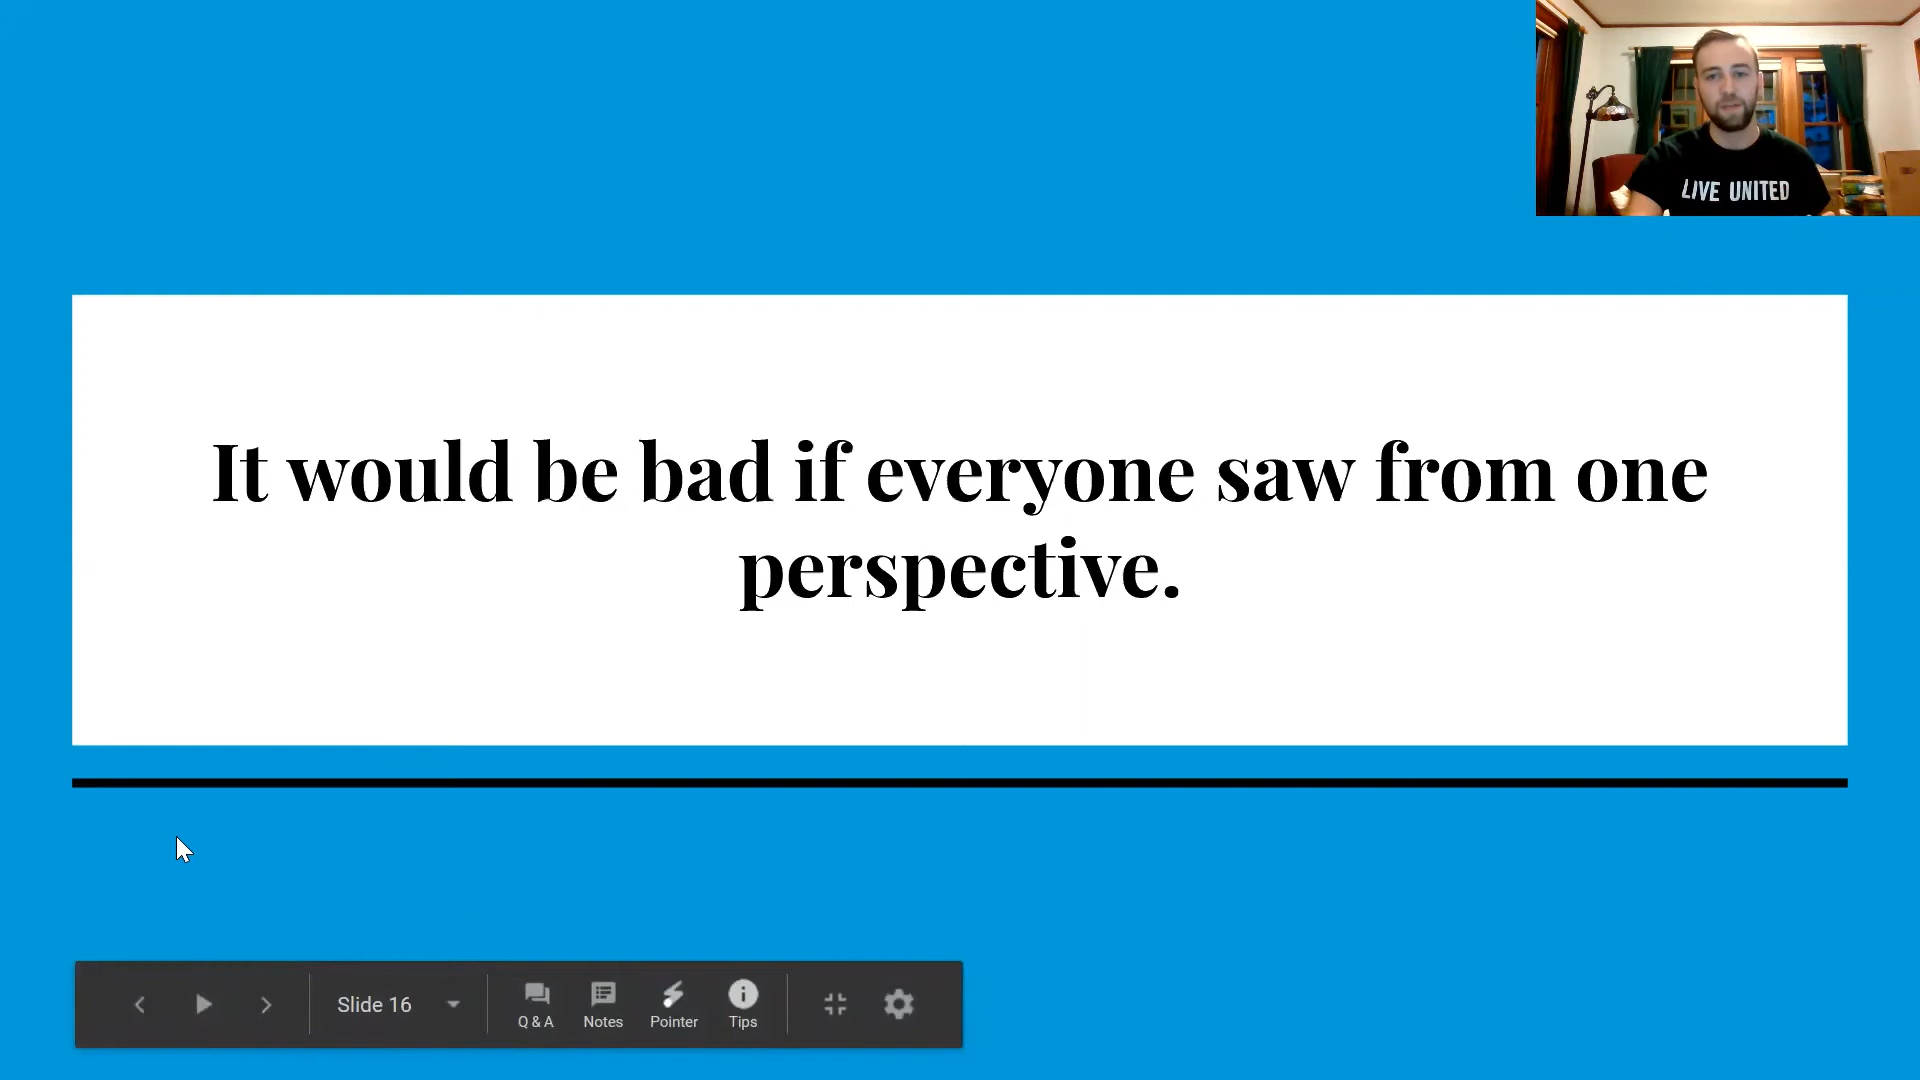 LIVE UNITED
It would be bad if everyone saw from one
perspective.
Slide 16
Q & A
Notes
Pointer
Tips